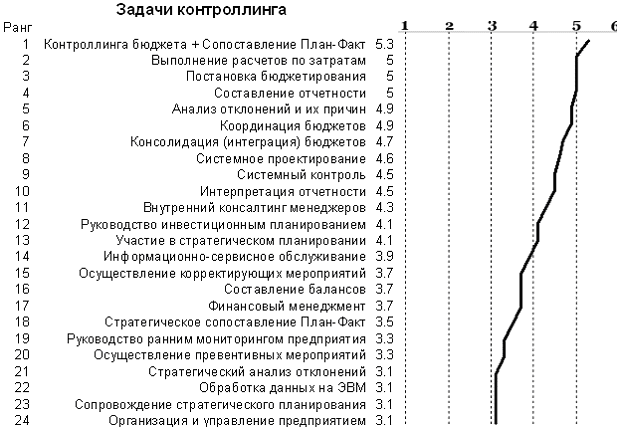 Задачи контроллинга
Ранг 1 2 3 4 5 6
1 Контроллинга бюджета + Сопоставление План-Факт 5.3
2 Выполнение расчетов по затратам 5
3 Постановка бюджетирования 5
4 Составление отчетности 5
5 Анализ отклонений и их причин 4.9
6 Координация бюджетов 4.9
7 Консолидация (интеграция) бюджетов 4.7
8 Системное проектирование 4.6
9 Системный контроль 4.5
10 Интерпретация отчетности 4.5
11 Внутренний консалтинг менеджеров 4.3
12 Руководство инвестиционным планированием 4.1
13 Участие в стратегическом планировании 4.1
14 Информационно-сервисное обслуживание 3.9
15 Осуществление корректирующих мероприятий 3.7
16 Составление балансов 3.7
17 Финансовый менеджмент 3.7
18 Стратегическое сопоставление План-Факт 3.5
19 Руководство ранним мониторингом предприятия 3.3
20 Осуществление превентивных мероприятий 3.3
21 Стратегический анализ отклонений 3.1
22 Обработка данных на ЭВМ 3.1
23 Сопровождение стратегического планирования 3.1
24 Организация и управление предприятием 3.1